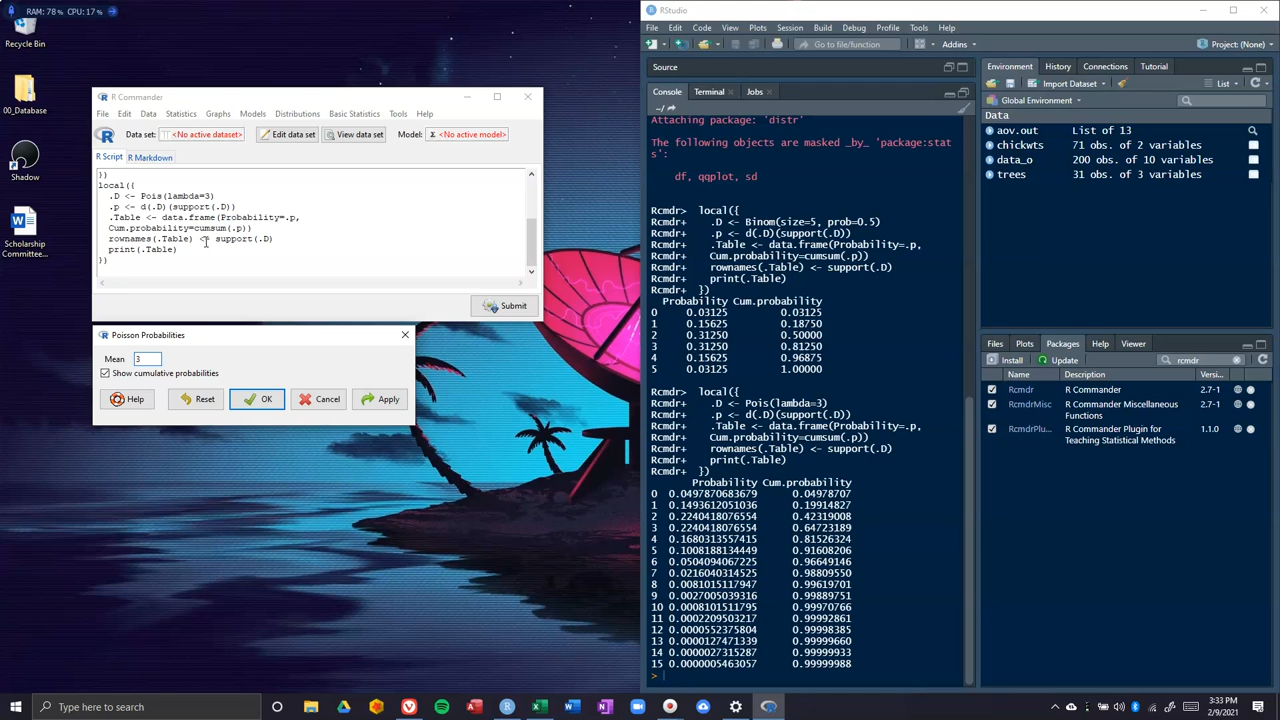 RAM: 78 % CPU: 17 %
Recycle Bin
00_Database
Shadow
Scholarship
Committee...
R Commander
File Edit Data Statistics Graphs Models Distributions Basic Statistics Tools Help
Data set: <No active dataset> Edit data set View data set Model: Σ <No active model>
R Script R Markdown
})
local({
.D <- Pois(lambda=3)
.p <- d(.D)(support(.D))
.Table <- data.frame(Probability=.p,
Cum.probability=cumsum(.p))
rownames(.Table) <- support(.D)
print(.Table)
})
Submit
Poisson Probabilities
Mean 3
Show cumulative probabilities
Help Reset OK Cancel Apply
RStudio
File Edit Code View Plots Session Build Debug Profile Tools Help
Go to file/function Addins Project: (None)
Source
Console Terminal Jobs
~/
Attaching package: 'distr'
The following objects are masked _by_ 'package:stat
s':
df, qqplot, sd
Rcmdr> local({
Rcmdr+ .D <- Binom(size=5, prob=0.5)
Rcmdr+ .p <- d(.D)(support(.D))
Rcmdr+ .Table <- data.frame(Probability=.p,
Rcmdr+ Cum.probability=cumsum(.p))
Rcmdr+ rownames(.Table) <- support(.D)
Rcmdr+ print(.Table)
Rcmdr+ })
Probability Cum.probability
0 0.03125 0.03125
1 0.15625 0.18750
2 0.31250 0.50000
3 0.31250 0.81250
4 0.15625 0.96875
5 0.03125 1.00000
Rcmdr> local({
Rcmdr+ .D <- Pois(lambda=3)
Rcmdr+ .p <- d(.D)(support(.D))
Rcmdr+ .Table <- data.frame(Probability=.p,
Rcmdr+ Cum.probability=cumsum(.p))
Rcmdr+ rownames(.Table) <- support(.D)
Rcmdr+ print(.Table)
Rcmdr+ })
Probability Cum.probability
0 0.0497870683679 0.04978707
1 0.1493612051036 0.19914827
2 0.2240418076554 0.42319008
3 0.2240418076554 0.64723189
4 0.1680313557415 0.81526324
5 0.1008188134449 0.91608206
6 0.0504094067225 0.96649146
7 0.0216040314525 0.98809550
8 0.0081015117947 0.99619701
9 0.0027005039316 0.99889751
10 0.0008101511795 0.99970766
11 0.0002209503217 0.99992861
12 0.0000552375804 0.99998385
13 0.0000127471339 0.99999660
14 0.0000027315287 0.99999933
15 0.0000005463057 0.99999988
>
Environment History Connections Tutorial
Import Dataset List
Global Environment
Data
aov.out List of 13
chickwts 71 obs. of 2 variables
data_o 200 obs. of 10 variables
trees 31 obs. of 3 variables
Files Plots Packages Help Viewer
Install Update rcmdr
Name Description Versi...
Rcmdr R Commander 2.7-1
RcmdrMisc R Commander Miscellaneous Functions 2.7-1
RcmdrPlu... R Commander Plugin for Teaching Statistical Methods 1.1.0
Type here to search
3:33 PM
2/9/2021